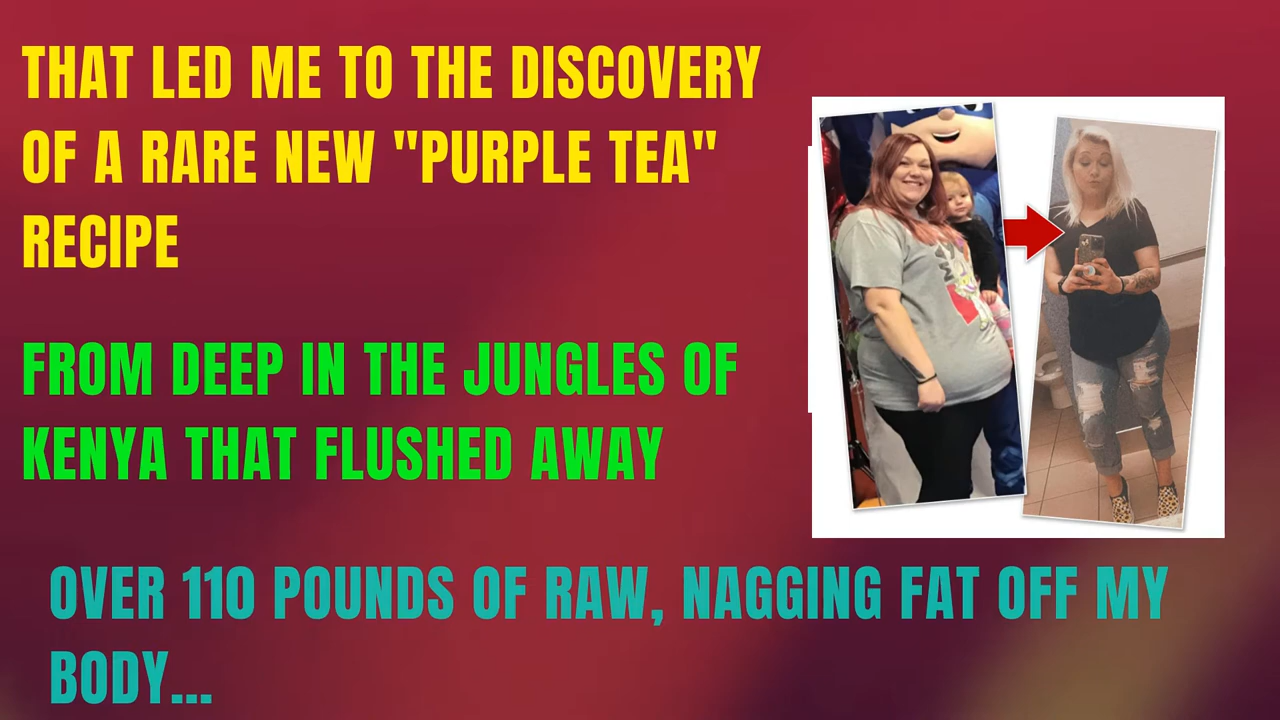 THAT LED ME TO THE DISCOVERY
OF A RARE NEW "PURPLE TEA"
RECIPE
FROM DEEP IN THE JUNGLES OF
KENYA THAT FLUSHED AWAY
OVER 110 POUNDS OF RAW, NAGGING FAT OFF MY
BODY...